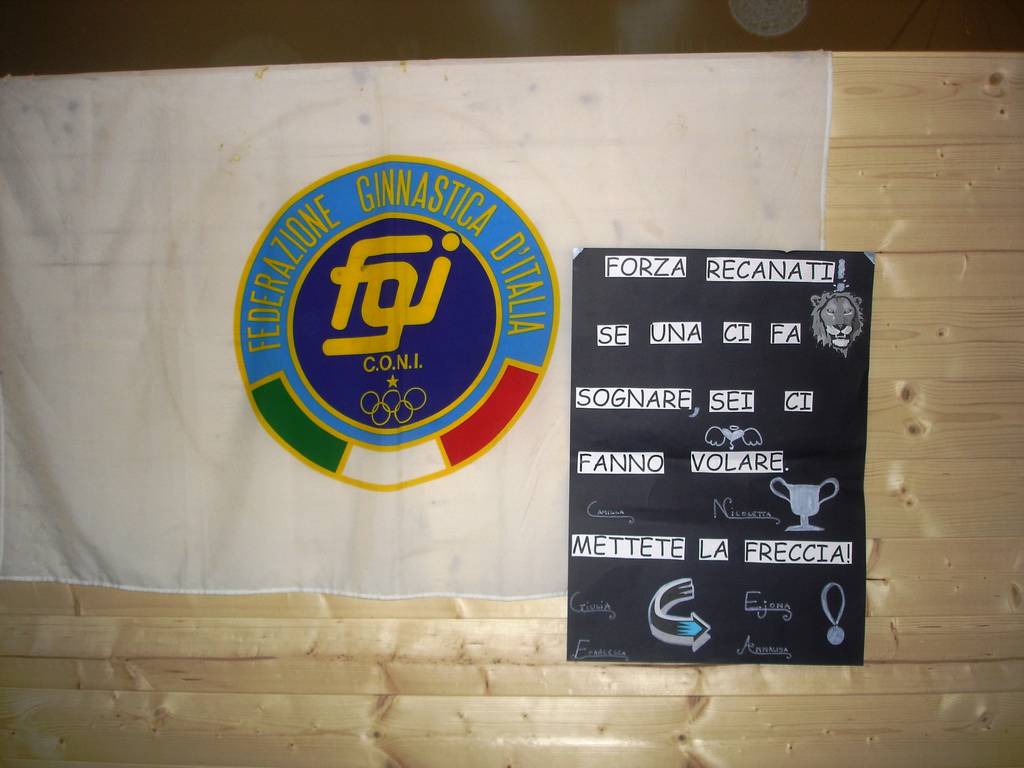 FEDERAZIONE GINNASTICA D'ITALIA
fgi
C.O.N.I.
FORZA RECANATI!
SE UNA CI FA
SOGNARE, SEI CI
FANNO VOLARE.
CAMILLA NICOLETTA
METTETE LA FRECCIA!
GIULIA EJONA
FRANCESCA ANNALISA